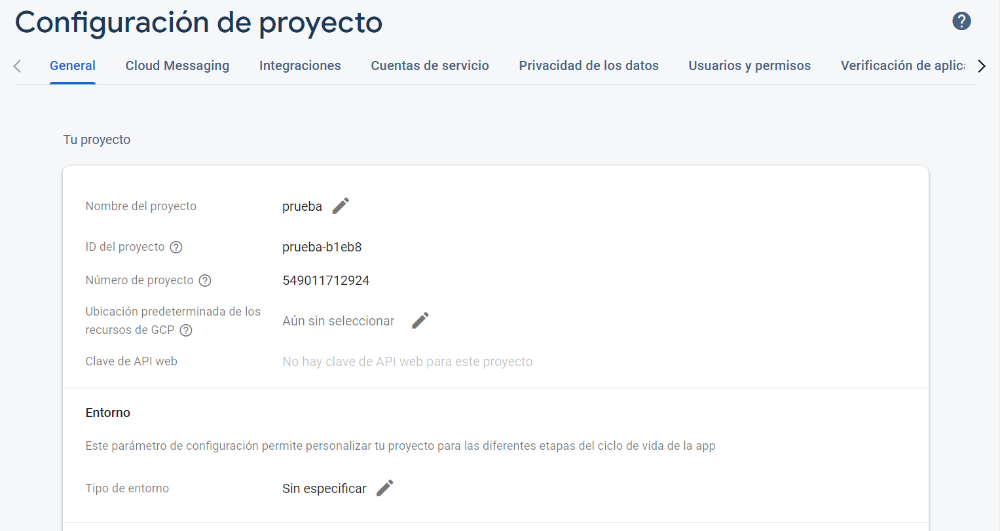 Configuración de proyecto
General Cloud Messaging Integraciones Cuentas de servicio Privacidad de los datos Usuarios y permisos Verificación de
Tu proyecto
Nombre del proyecto prueba
ID del proyecto prueba-b1eb8
Número de proyecto 549011712924
Ubicación predeterminada de los
recursos de GCP Aún sin seleccionar
Clave de API web No hay clave de API web para este proyecto
Entorno
Este parámetro de configuración permite personalizar tu proyecto para las diferentes etapas del ciclo de vida de la app
Tipo de entorno Sin especificar